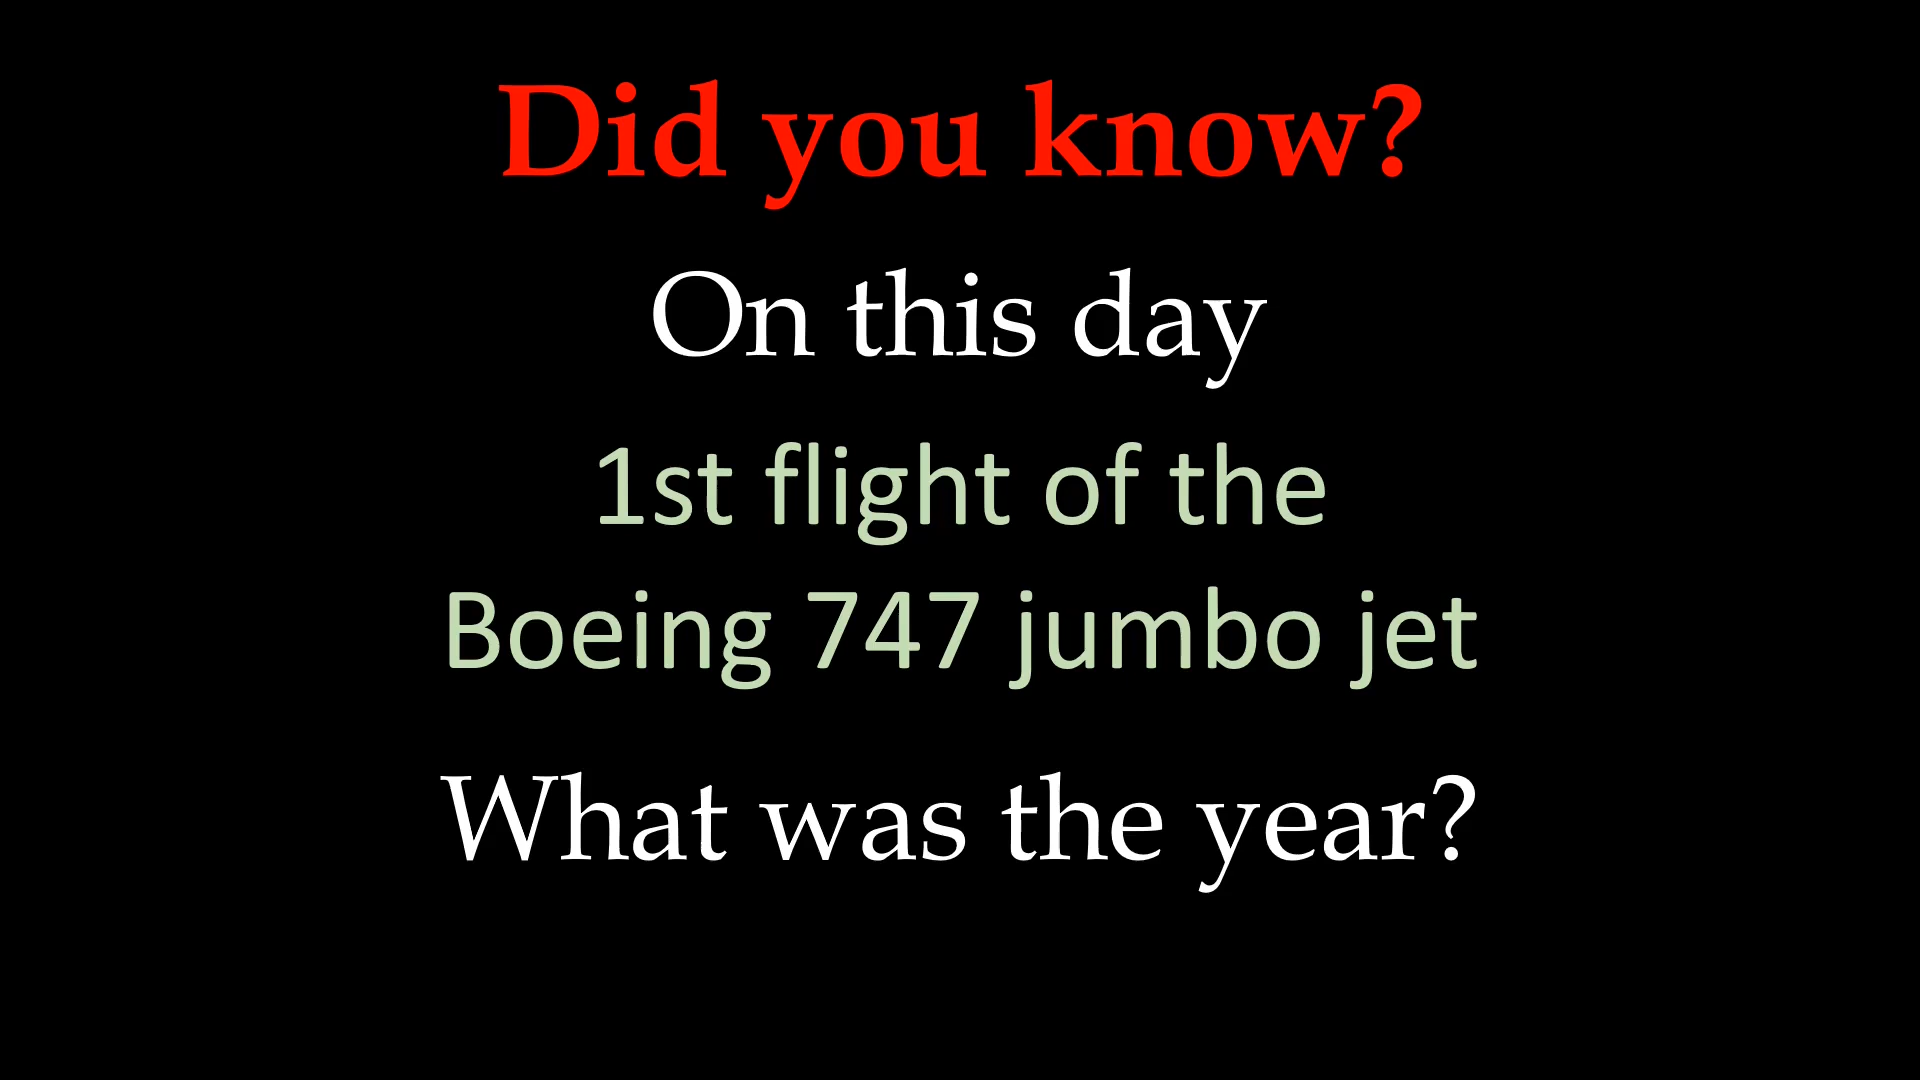 Did you know?
On this day
1st flight of the
Boeing 747 jumbo jet
What was the year?